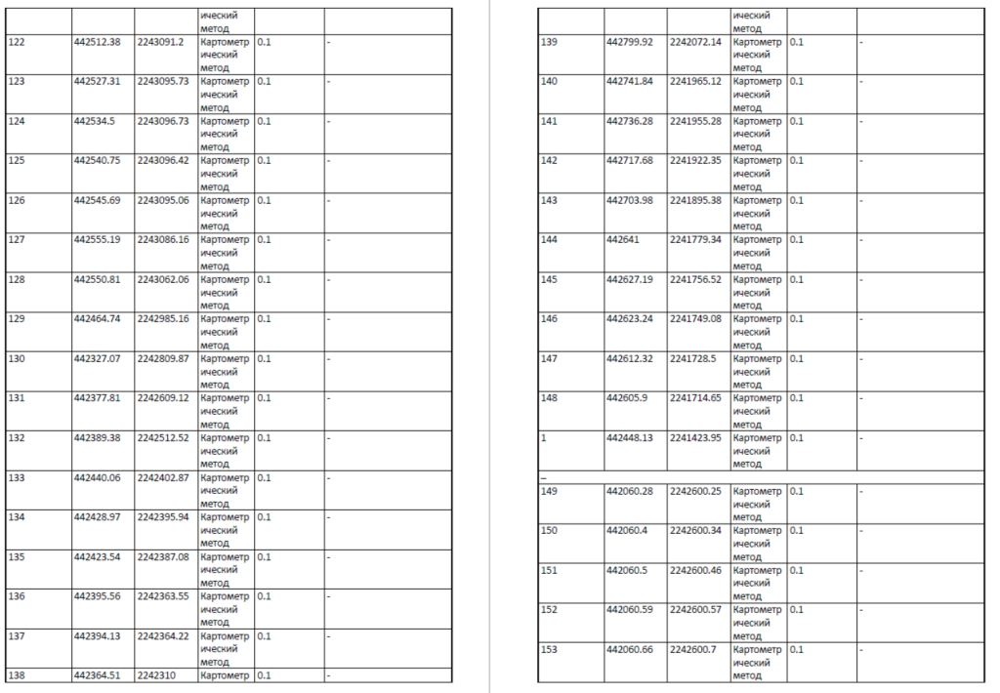 ический
метод
122 442512.38 2243091.2 Картометр 0.1 -
ический
метод
123 442527.31 2243095.73 Картометр 0.1 -
ический
метод
124 442534.5 2243096.73 Картометр 0.1 -
ический
метод
125 442540.75 2243096.42 Картометр 0.1 -
ический
метод
126 442545.69 2243095.06 Картометр 0.1 -
ический
метод
127 442555.19 2243086.16 Картометр 0.1 -
ический
метод
128 442550.81 2243062.06 Картометр 0.1 -
ический
метод
129 442464.74 2242985.16 Картометр 0.1 -
ический
метод
130 442327.07 2242809.87 Картометр 0.1 -
ический
метод
131 442377.81 2242609.12 Картометр 0.1 -
ический
метод
132 442389.38 2242512.52 Картометр 0.1 -
ический
метод
133 442440.06 2242402.87 Картометр 0.1 -
ический
метод
134 442428.97 2242395.94 Картометр 0.1 -
ический
метод
135 442423.54 2242387.08 Картометр 0.1 -
ический
метод
136 442395.56 2242363.55 Картометр 0.1 -
ический
метод
137 442394.13 2242364.22 Картометр 0.1 -
ический
метод
138 442364.51 2242310 Картометр 0.1 -
ический
метод
139 442799.92 2242072.14 Картометр 0.1 -
ический
метод
140 442741.84 2241965.12 Картометр 0.1 -
ический
метод
141 442736.28 2241955.28 Картометр 0.1 -
ический
метод
142 442717.68 2241922.35 Картометр 0.1 -
ический
метод
143 442703.98 2241895.38 Картометр 0.1 -
ический
метод
144 442641 2241779.34 Картометр 0.1 -
ический
метод
145 442627.19 2241756.52 Картометр 0.1 -
ический
метод
146 442623.24 2241749.08 Картометр 0.1 -
ический
метод
147 442612.32 2241728.5 Картометр 0.1 -
ический
метод
148 442605.9 2241714.65 Картометр 0.1 -
ический
метод
1 442448.13 2241423.95 Картометр 0.1 -
ический
метод
–
149 442060.28 2242600.25 Картометр 0.1 -
ический
метод
150 442060.4 2242600.34 Картометр 0.1 -
ический
метод
151 442060.5 2242600.46 Картометр 0.1 -
ический
метод
152 442060.59 2242600.57 Картометр 0.1 -
ический
метод
153 442060.66 2242600.7 Картометр 0.1 -
ический
метод